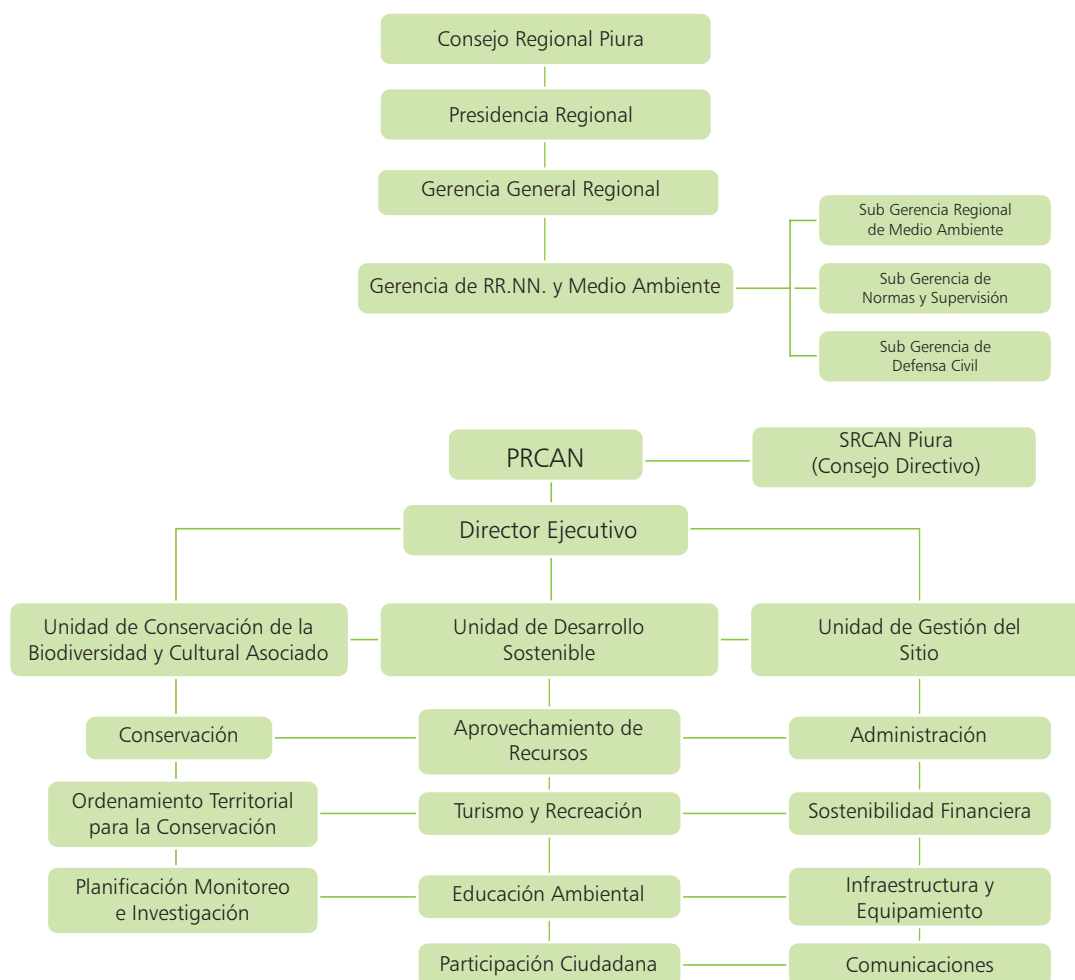 Consejo Regional Piura
Presidencia Regional
Gerencia General Regional
Gerencia de RR.NN. y Medio Ambiente
Sub Gerencia Regional
de Medio Ambiente
Sub Gerencia de
Normas y Supervisión
Sub Gerencia de
Defensa Civil
PRCAN
SRCAN Piura
(Consejo Directivo)
Director Ejecutivo
Unidad de Conservación de la
Biodiversidad y Cultural Asociado
Unidad de Desarrollo
Sostenible
Unidad de Gestión del
Sitio
Conservación
Aprovechamiento de
Recursos
Administración
Ordenamiento Territorial
para la Conservación
Turismo y Recreación
Sostenibilidad Financiera
Planificación Monitoreo
e Investigación
Educación Ambiental
Infraestructura y
Equipamiento
Participación Ciudadana
Comunicaciones